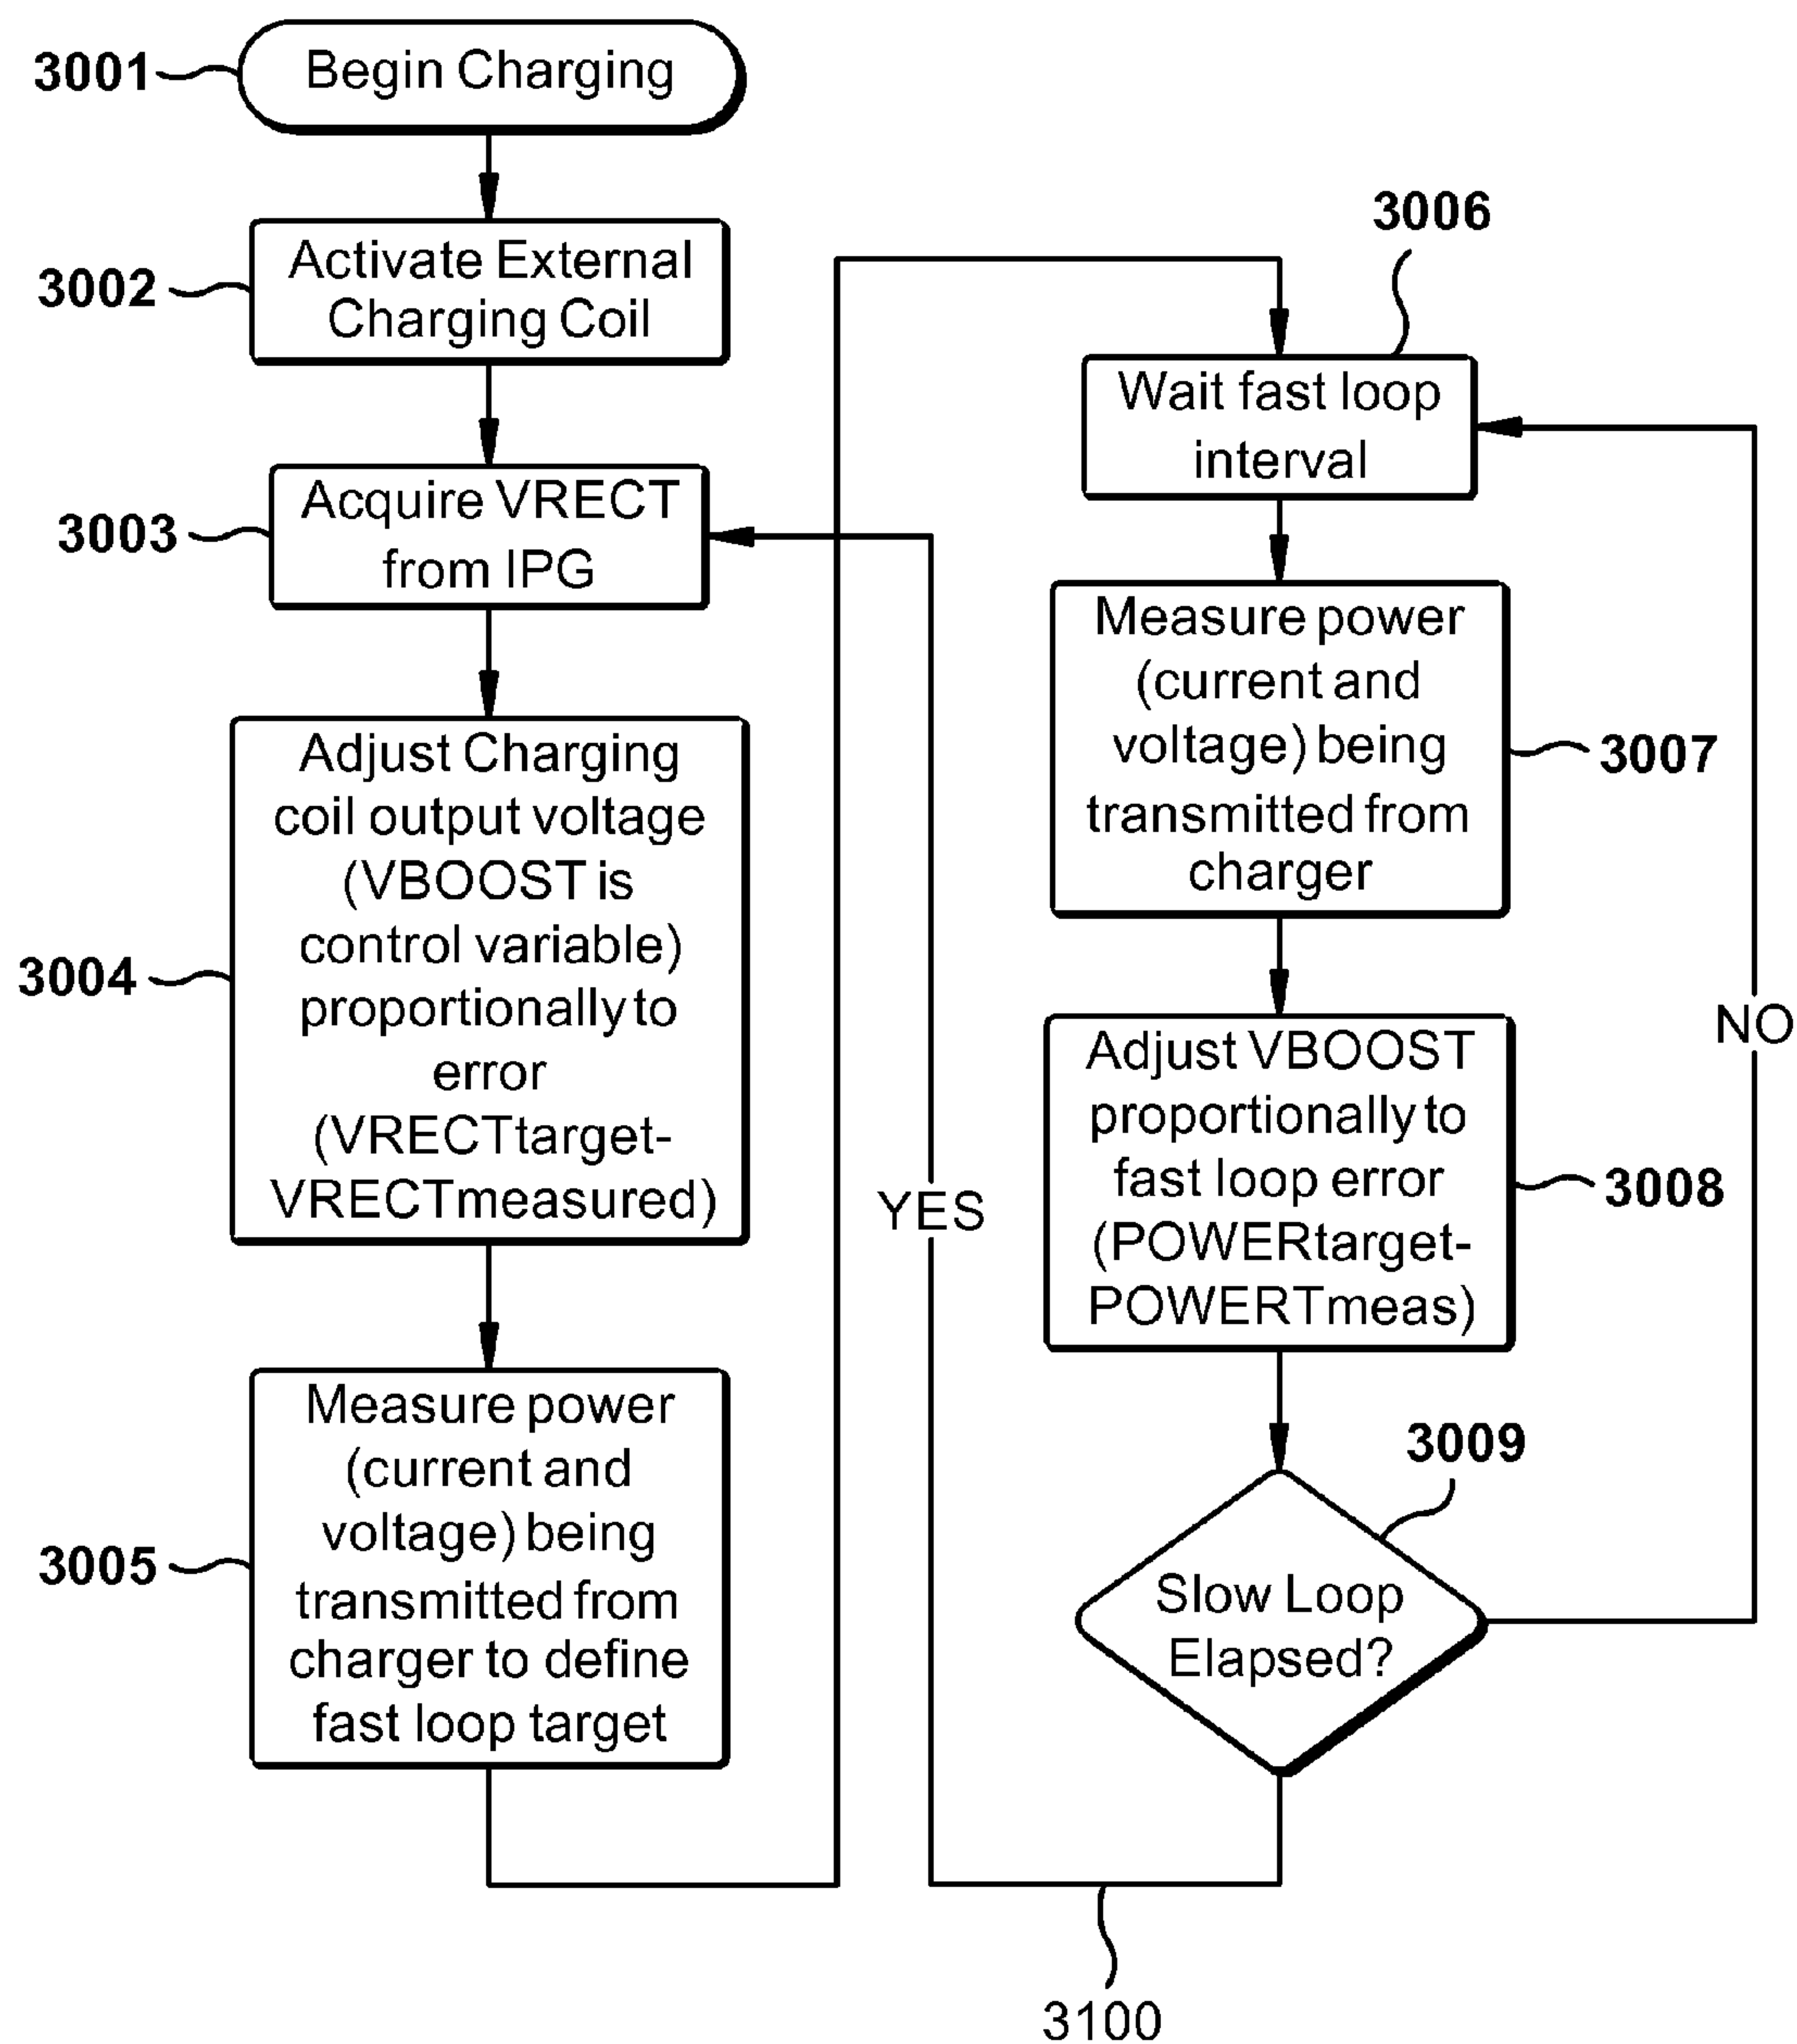 3001
Begin Charging
3002
Activate External
Charging Coil
3003
Acquire VRECT
from IPG
3004
Adjust Charging
coil output voltage
(VBOOST is
control variable)
proportionally to
error
(VRECTtarget-
VRECTmeasured)
3005
Measure power
(current and
voltage) being
transmitted from
charger to define
fast loop target
3006
Wait fast loop
interval
Measure power
(current and
voltage) being
transmitted from
charger
3007
Adjust VBOOST
proportionally to
fast loop error
(POWERtarget-
POWERTmeas)
3008
3009
Slow Loop
Elapsed?
NO
YES
3100